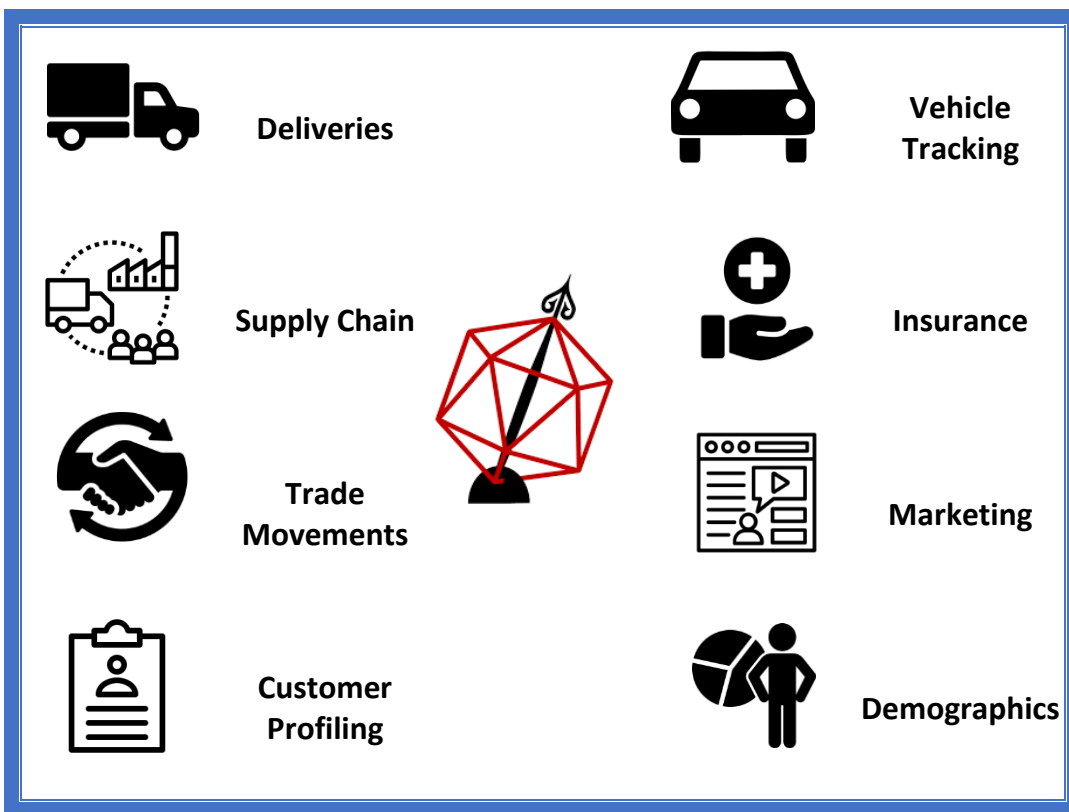 Deliveries
Vehicle
Tracking
Supply Chain
Insurance
Trade
Movements
Marketing
Customer
Profiling
Demographics